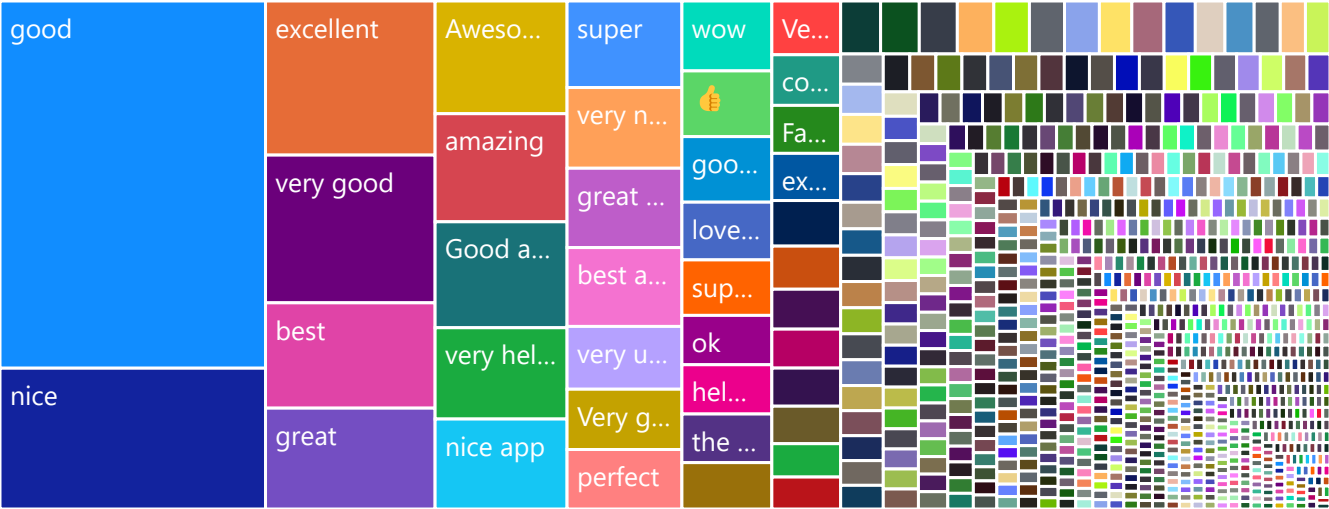 good
nice
excellent
very good
best
great
Aweso...
amazing
Good a...
very hel...
nice app
super
very n...
great ...
best a...
very u...
Very g...
perfect
wow
👍
goo...
love...
sup...
ok
hel...
the ...
Ve...
co...
Fa...
ex...